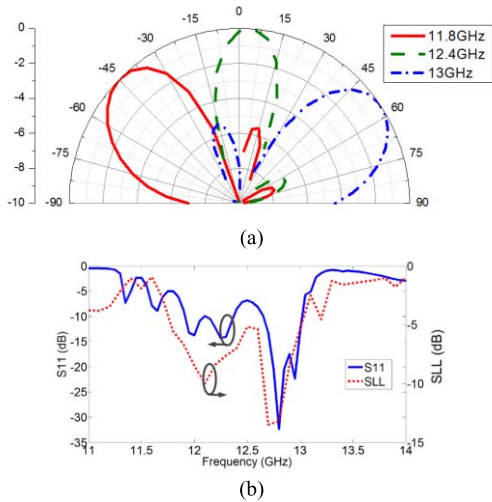 0
-15 15
-30 30
-45 45
-60 60
-75 75
-90 90
0
-2
-4
-6
-8
-10
11.8GHz
12.4GHz
13GHz
(a)
0
-5
-10
-15
-20
-25
-30
-35
S11 (dB)
0
-5
-10
-15
SLL (dB)
S11
SLL
11 11.5 12 12.5 13 13.5 14
Frequency (GHz)
(b)